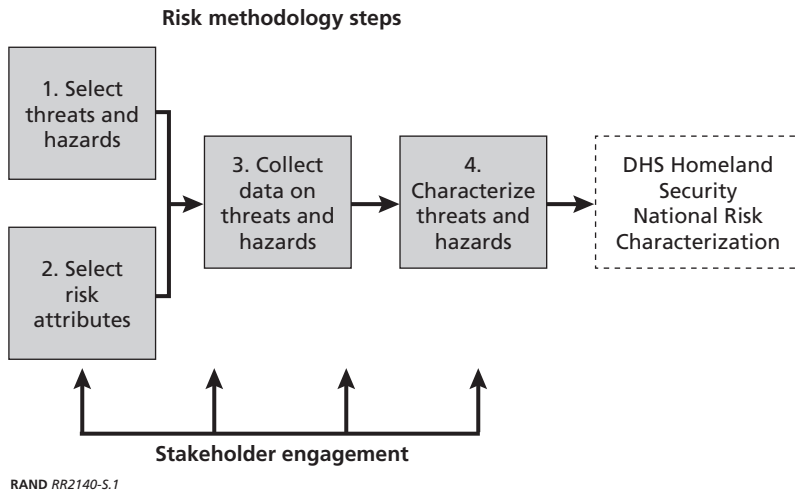 Risk methodology steps
1. Select
threats and
hazards
2. Select
risk
attributes
3. Collect
data on
threats and
hazards
4.
Characterize
threats and
hazards
DHS Homeland
Security
National Risk
Characterization
Stakeholder engagement
RAND RR2140-S.1